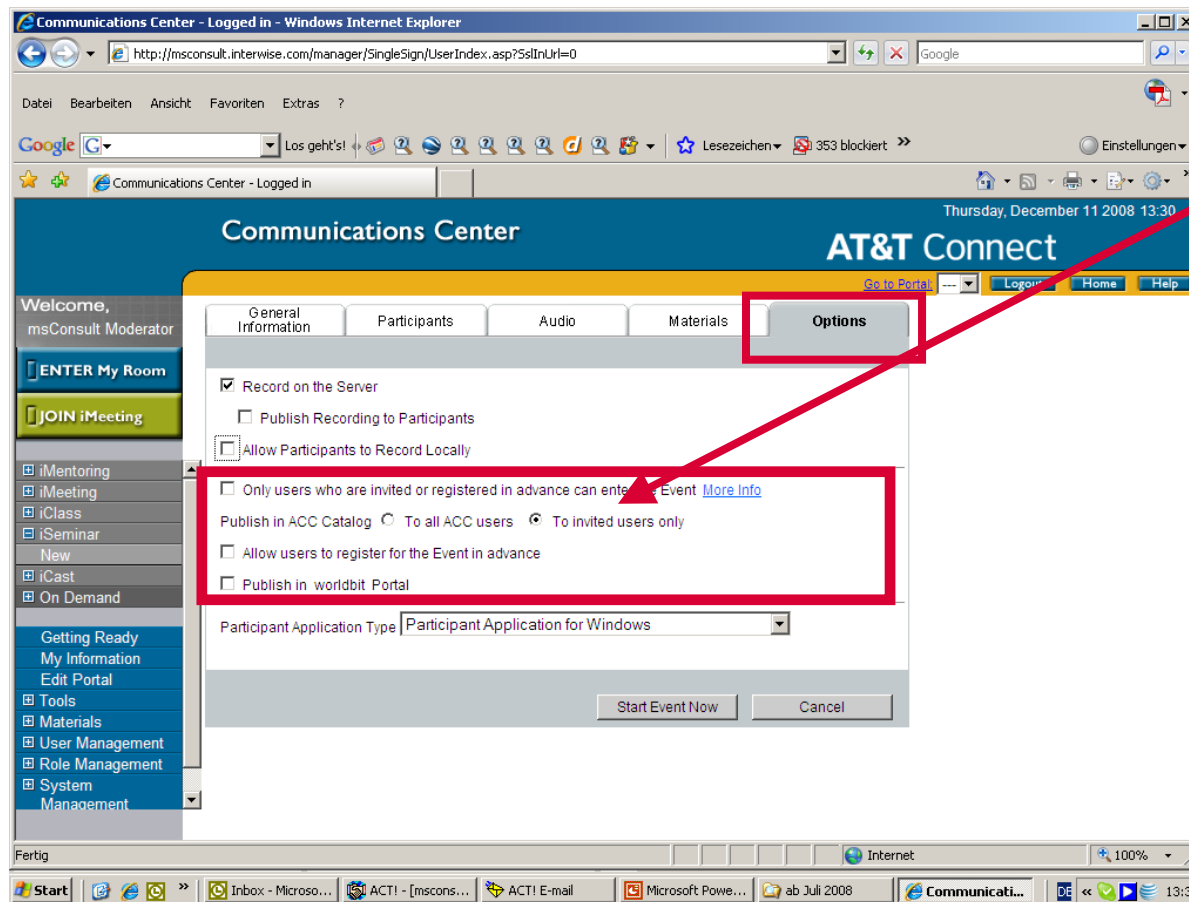 Communications Center - Logged in - Windows Internet Explorer
http://msconsult.interwise.com/manager/SingleSign/UserIndex.asp?SslInUrl=0
Google
Datei Bearbeiten Ansicht Favoriten Extras ?
Google G Los geht's! Lesezeichen 353 blockiert » Einstellungen
Communications Center - Logged in
Thursday, December 11 2008 13:30
Communications Center
AT&T Connect
Go to Portal: --- Logout Home Help
Welcome,
msConsult Moderator
General Information Participants Audio Materials Options
ENTER My Room
JOIN iMeeting
Record on the Server
Publish Recording to Participants
Allow Participants to Record Locally
iMentoring
iMeeting
iClass
iSeminar
New
iCast
On Demand
Only users who are invited or registered in advance can enter the Event More Info
Publish in ACC Catalog To all ACC users To invited users only
Allow users to register for the Event in advance
Publish in worldbit Portal
Participant Application Type Participant Application for Windows
Getting Ready
My Information
Edit Portal
Tools
Materials
User Management
Role Management
System
Management
Start Event Now Cancel
Fertig Internet 100%
Start » Inbox - Microso... ACT! - [mscons... ACT! E-mail Microsoft Powe... ab Juli 2008 Communicati... DE « 13:3